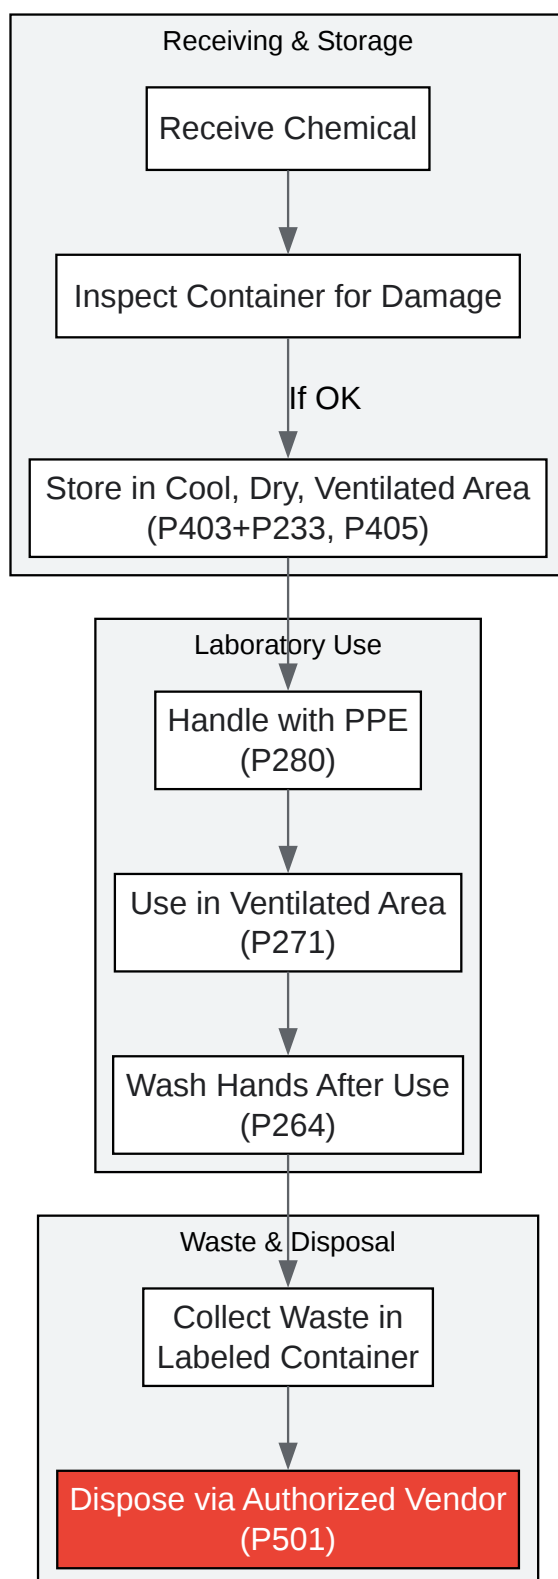 Receiving & Storage
Receive Chemical
Inspect Container for Damage
If OK
Store in Cool, Dry, Ventilated Area
(P403+P233, P405)
Laboratory Use
Handle with PPE
(P280)
Use in Ventilated Area
(P271)
Wash Hands After Use
(P264)
Waste & Disposal
Collect Waste in
Labeled Container
Dispose via Authorized Vendor
(P501)